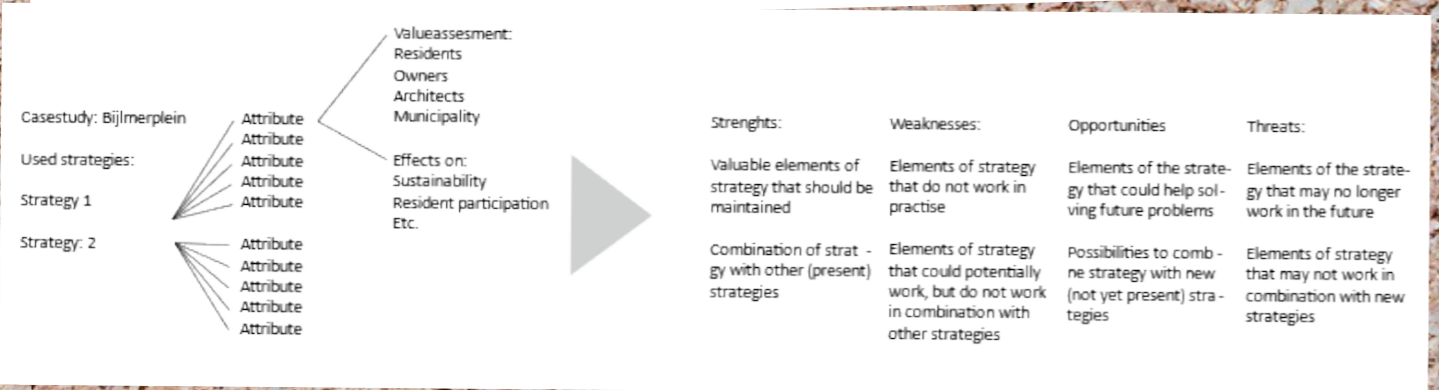 Casestudy: Bijlmerplein
Used strategies:
Strategy 1
Strategy: 2
Attribute
Attribute
Attribute
Attribute
Attribute
Attribute
Attribute
Attribute
Attribute
Attribute
Valueassesment:
Residents
Owners
Architects
Municipality
Effects on:
Sustainability
Resident participation
Etc.
Strenghts:
Valuable elements of
strategy that should be
maintained
Combination of strat -
gy with other (present)
strategies
Weaknesses:
Elements of strategy
that do not work in
practise
Elements of strategy
that could potentially
work, but do not work
in combination with
other strategies
Opportunities
Elements of the strate-
gy that could help sol-
ving future problems
Possibilities to comb -
ne strategy with new
(not yet present) stra -
tegies
Threats:
Elements of the strate-
gy that may no longer
work in the future
Elements of strategy
that may not work in
combination with new
strategies